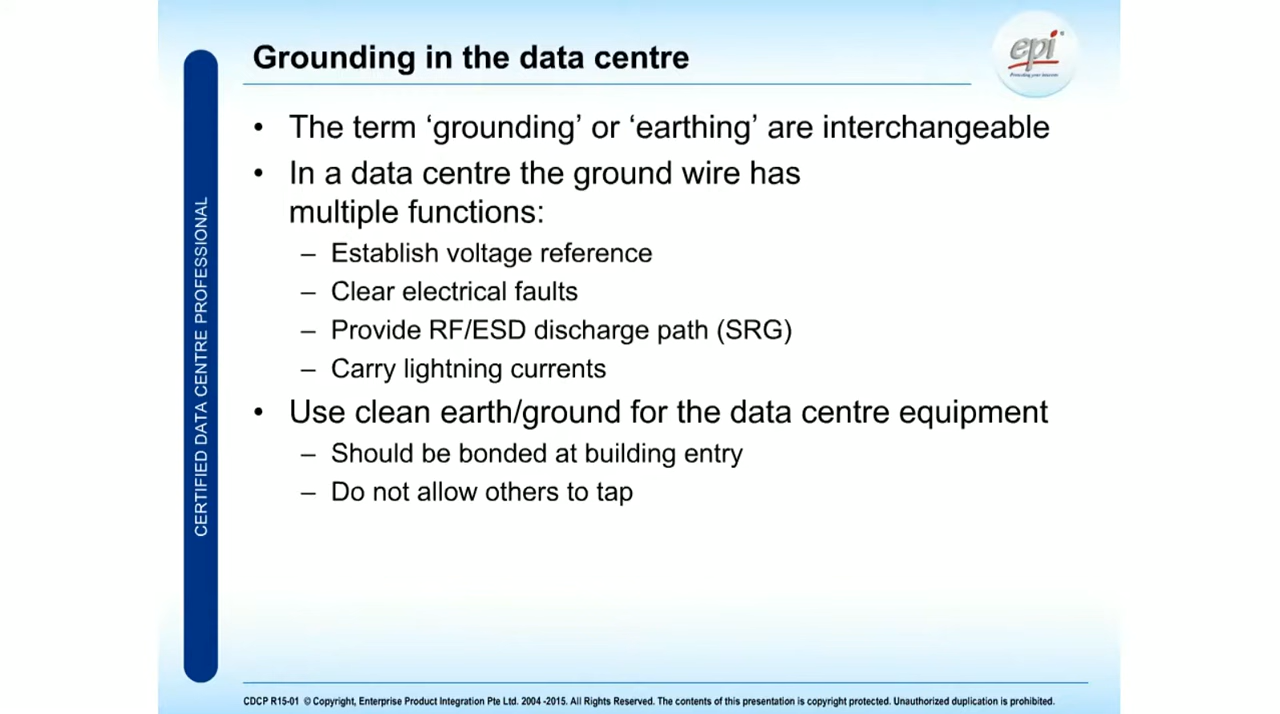 Grounding in the data centre
epi
• The term ‘grounding’ or ‘earthing’ are interchangeable
• In a data centre the ground wire has
multiple functions:
– Establish voltage reference
– Clear electrical faults
– Provide RF/ESD discharge path (SRG)
– Carry lightning currents
• Use clean earth/ground for the data centre equipment
– Should be bonded at building entry
– Do not allow others to tap
CERTIFIED DATA CENTRE PROFESSIONAL
CDCP R15-01 © Copyright, Enterprise Product Integration Pte Ltd. 2004 -2015. All Rights Reserved. The contents of this presentation is copyright protected. Unauthorized duplication is prohibited.